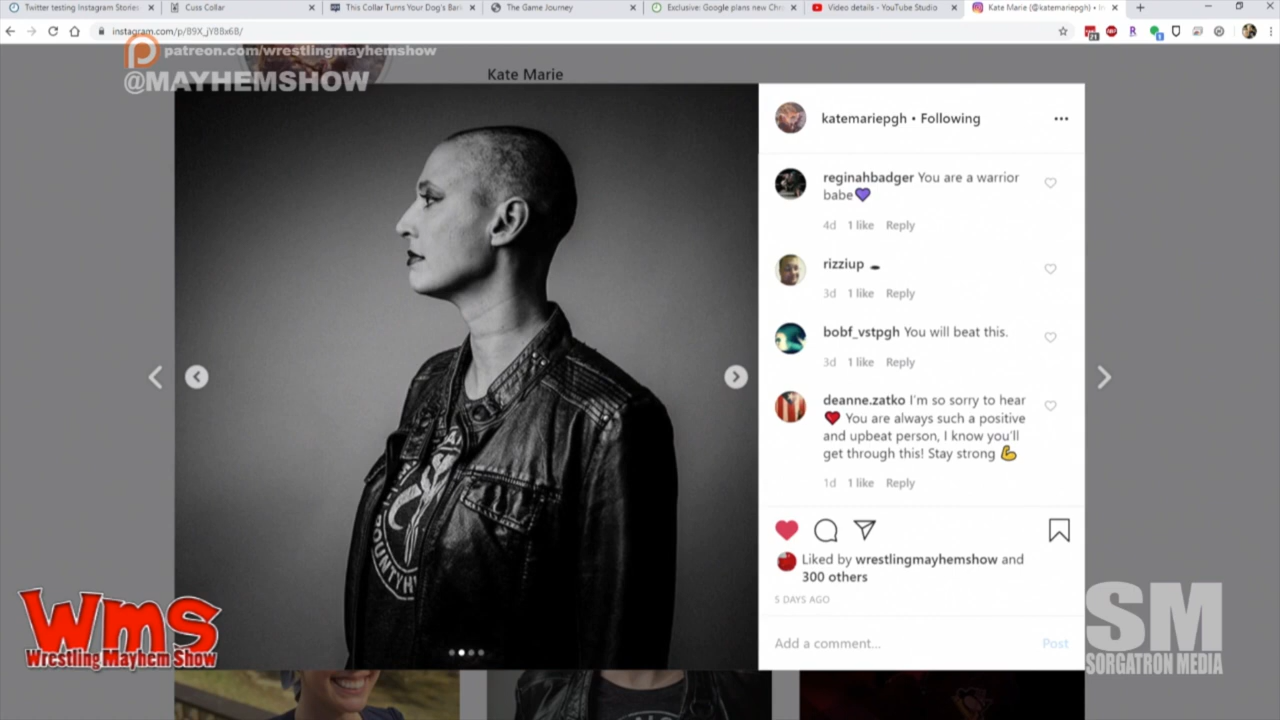 Twitter testing Instagram Stories
Cuss Collar
This Collar Turns Your Dog's Bar
The Game Journey
Exclusive: Google plans new Chr
Video details - YouTube Studio
Kate Marie (@katemariepgh) • In
instagram.com/p/B9X_jYBBx6B/
patreon.com/wrestlingmayhemshow
@MAYHEMSHOW
Kate Marie
katemariepgh • Following
reginahbadger You are a warrior
babe💜
4d 1 like Reply
rizziup
3d 1 like Reply
bobf_vstpgh You will beat this.
3d 1 like Reply
deanne.zatko I'm so sorry to hear
❤️ You are always such a positive
and upbeat person, I know you'll
get through this! Stay strong 💪
1d 1 like Reply
Liked by wrestlingmayhemshow and
300 others
5 DAYS AGO
Add a comment... Post
BOUNTYH
WMS
Wrestling Mayhem Show
SM
SORGATRON MEDIA